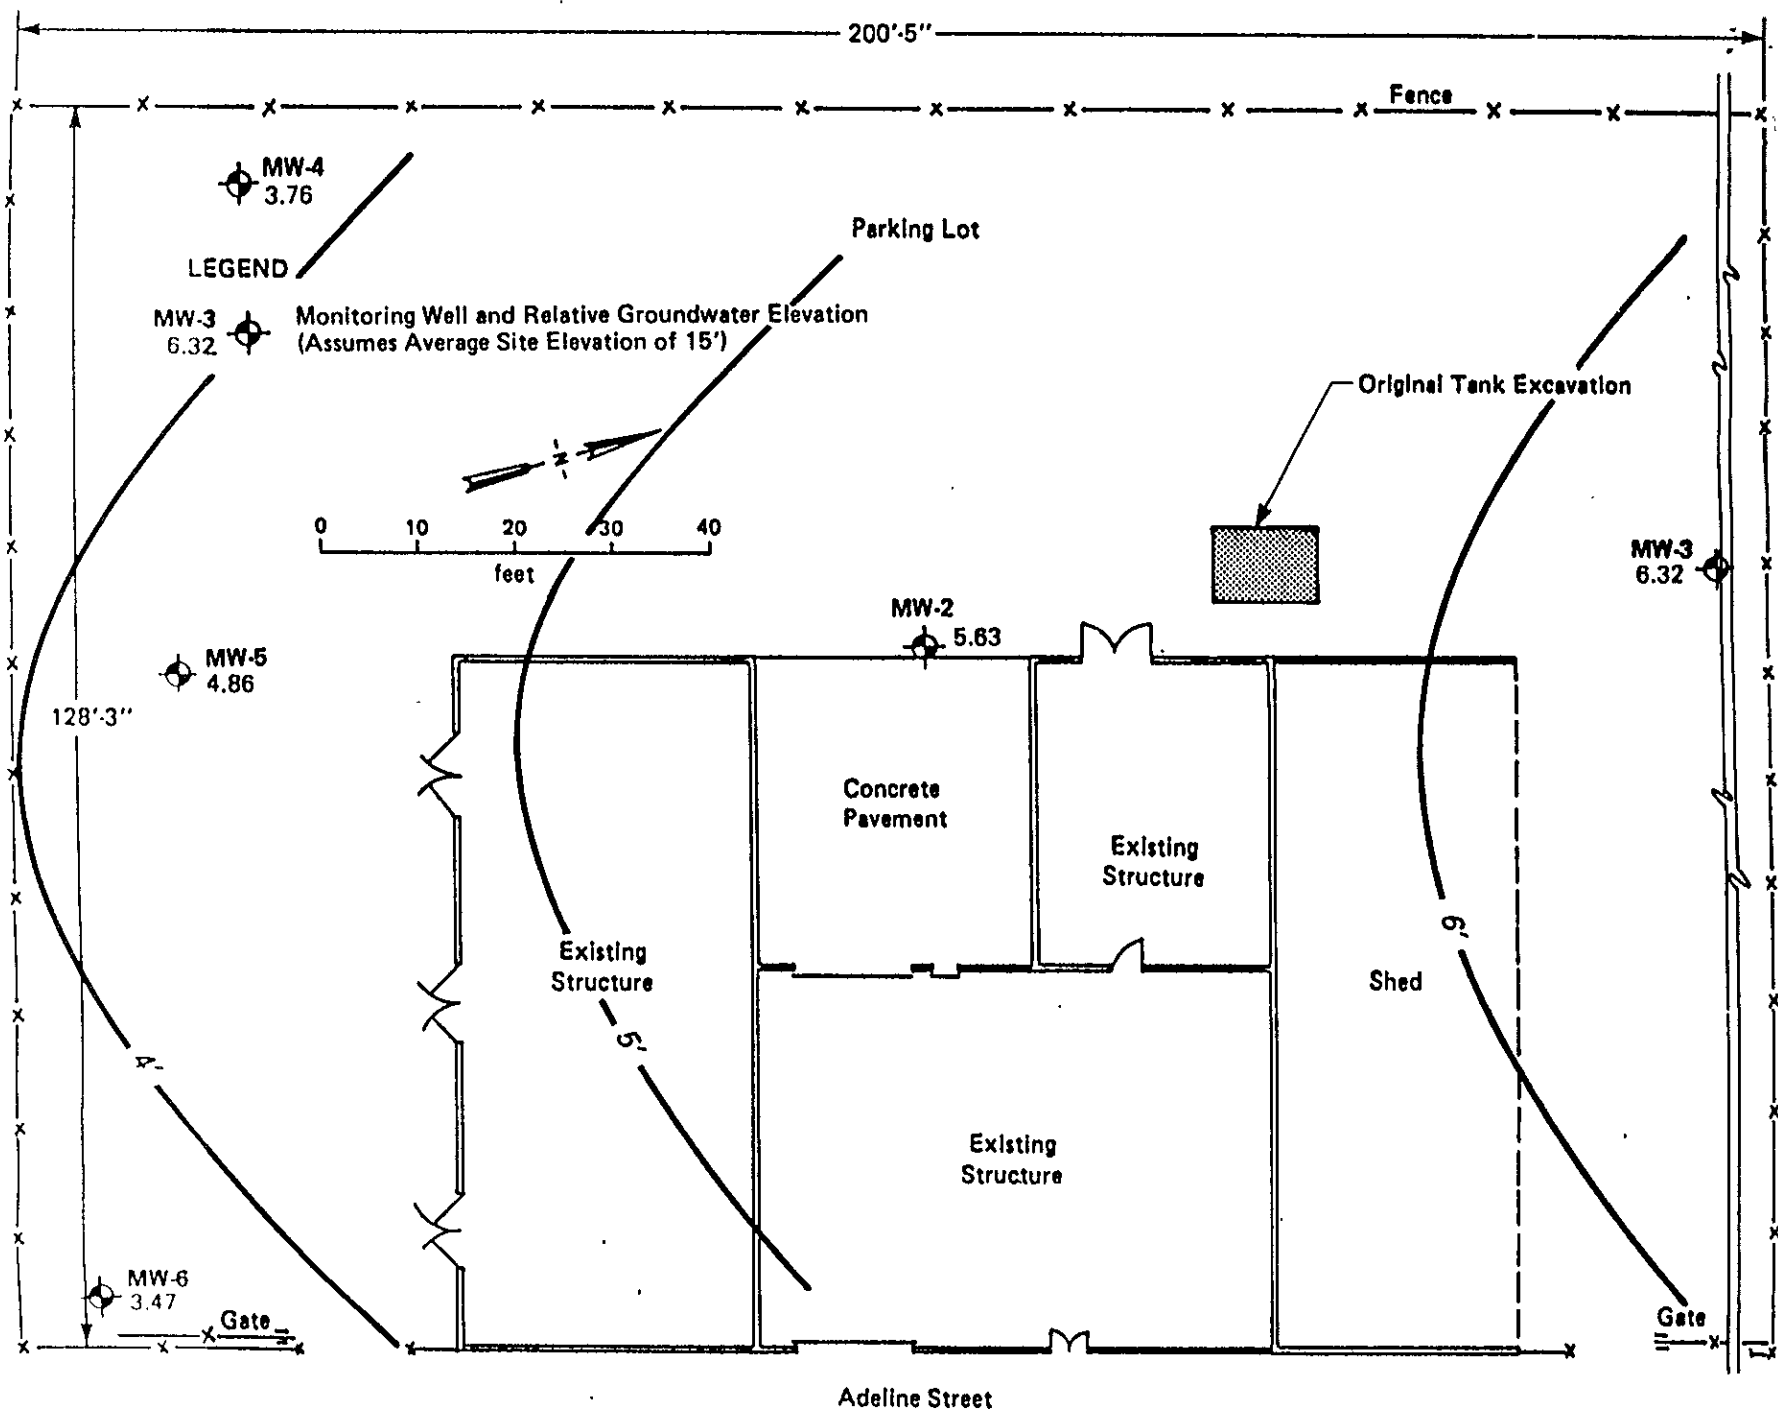 200'-5"
Fence
MW-4
3.76
Parking Lot
LEGEND
MW-3
6.32
Monitoring Well and Relative Groundwater Elevation
(Assumes Average Site Elevation of 15')
Original Tank Excavation
N
0 10 20 30 40
feet
MW-3
6.32
MW-2
5.63
MW-5
4.86
128'-3"
Concrete
Pavement
Existing
Structure
6'
Existing
Structure
Shed
5'
4'
Existing
Structure
MW-6
3.47
Gate
Gate
Adeline Street